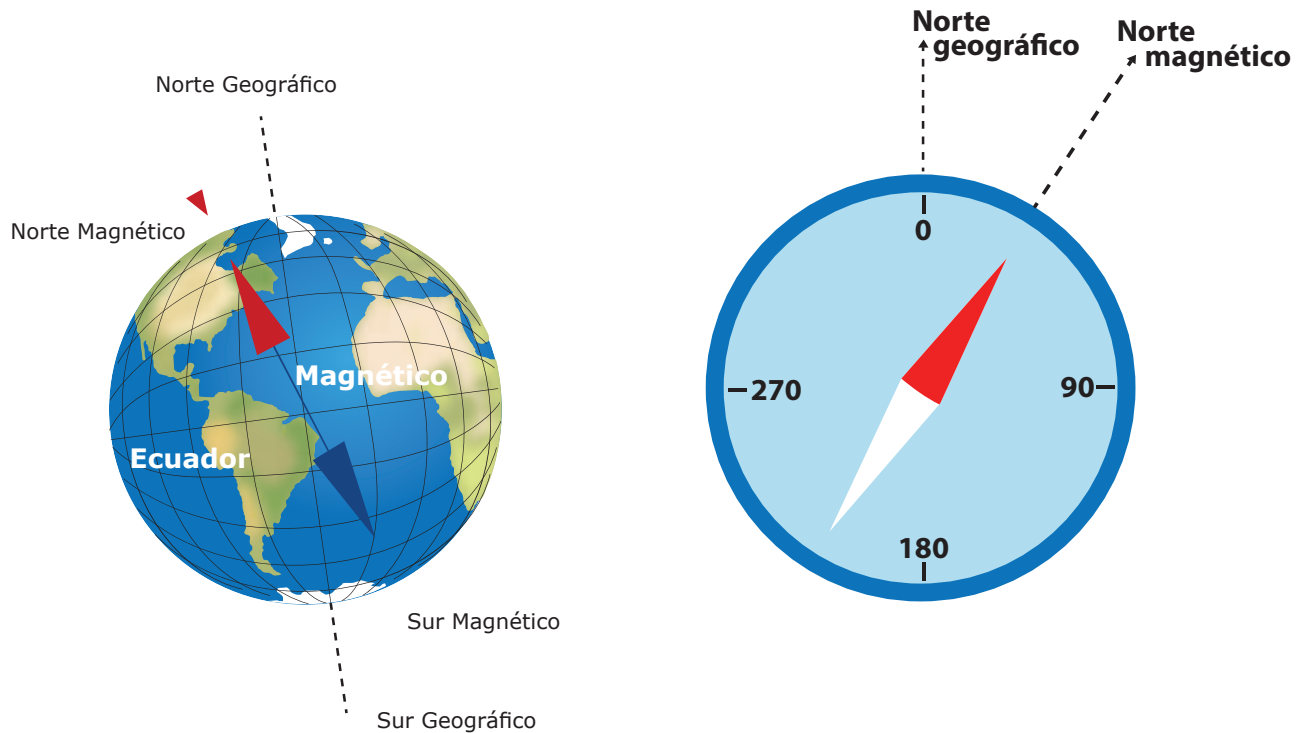 Norte Geográfico
Norte Magnético
Magnético
Ecuador
Sur Magnético
Sur Geográfico
Norte
geográfico
Norte
magnético
0
270
90
180